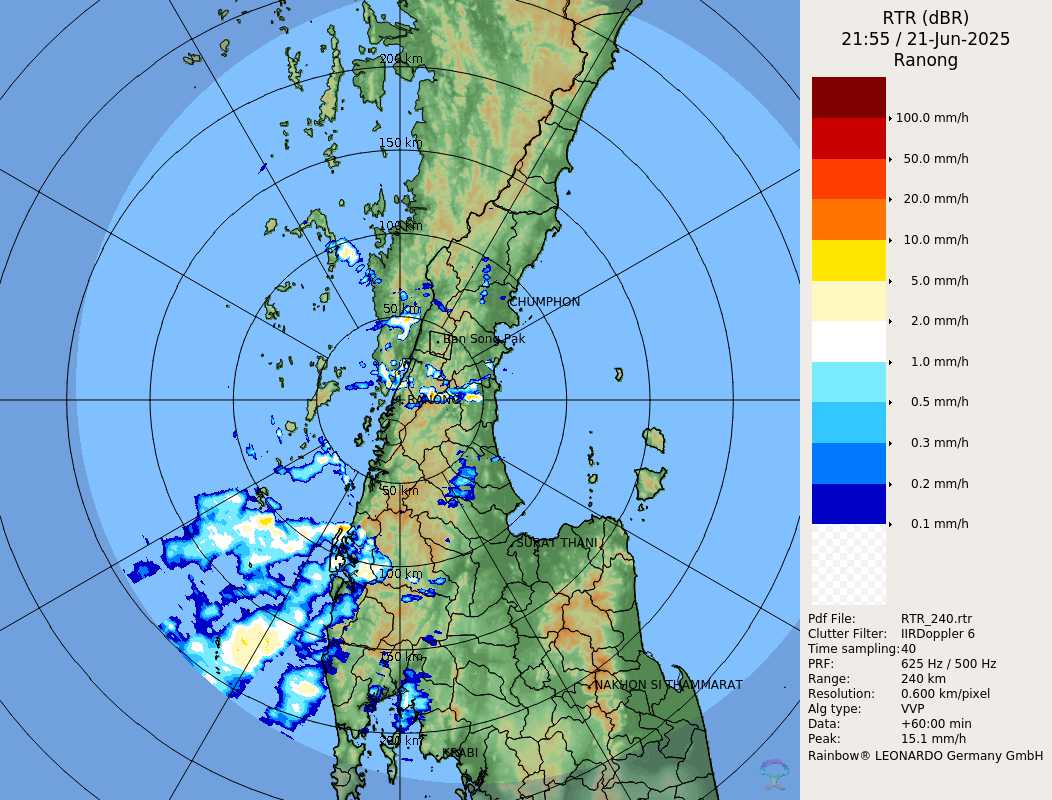 RTR (dBR)
21:55 / 21-Jun-2025
Ranong
200 km
150 km
100 km
50 km
CHUMPHON
Ban Song Pak
RANONG
50 km
SURAT THANI
100 km
150 km
NAKHON SI THAMMARAT
200 km
KRABI
100.0 mm/h
50.0 mm/h
20.0 mm/h
10.0 mm/h
5.0 mm/h
2.0 mm/h
1.0 mm/h
0.5 mm/h
0.3 mm/h
0.2 mm/h
0.1 mm/h
Pdf File: RTR_240.rtr
Clutter Filter: IIRDoppler 6
Time sampling:40
PRF: 625 Hz / 500 Hz
Range: 240 km
Resolution: 0.600 km/pixel
Alg type: VVP
Data: +60:00 min
Peak: 15.1 mm/h
Rainbow® LEONARDO Germany GmbH